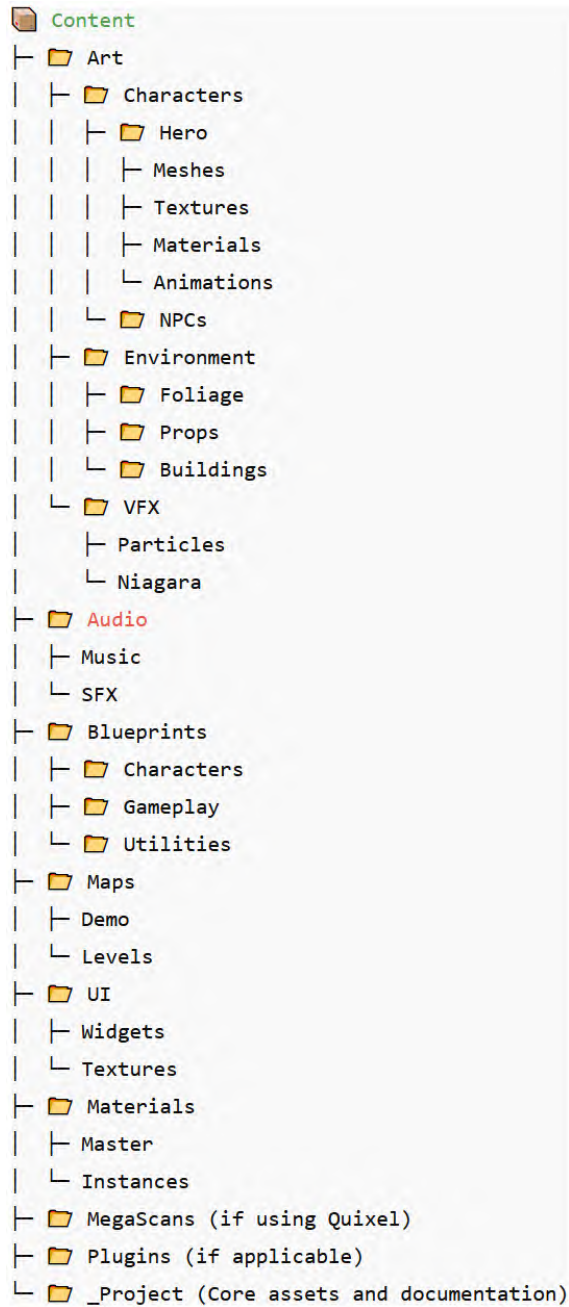 Content
├─ Art
│ ├─ Characters
│ │ ├─ Hero
│ │ │ ├─ Meshes
│ │ │ ├─ Textures
│ │ │ ├─ Materials
│ │ │ └─ Animations
│ │ └─ NPCs
│ ├─ Environment
│ │ ├─ Foliage
│ │ ├─ Props
│ │ └─ Buildings
│ └─ VFX
│   ├─ Particles
│   └─ Niagara
├─ Audio
│ ├─ Music
│ └─ SFX
├─ Blueprints
│ ├─ Characters
│ ├─ Gameplay
│ └─ Utilities
├─ Maps
│ ├─ Demo
│ └─ Levels
├─ UI
│ ├─ Widgets
│ └─ Textures
├─ Materials
│ ├─ Master
│ └─ Instances
├─ MegaScans (if using Quixel)
├─ Plugins (if applicable)
└─ _Project (Core assets and documentation)